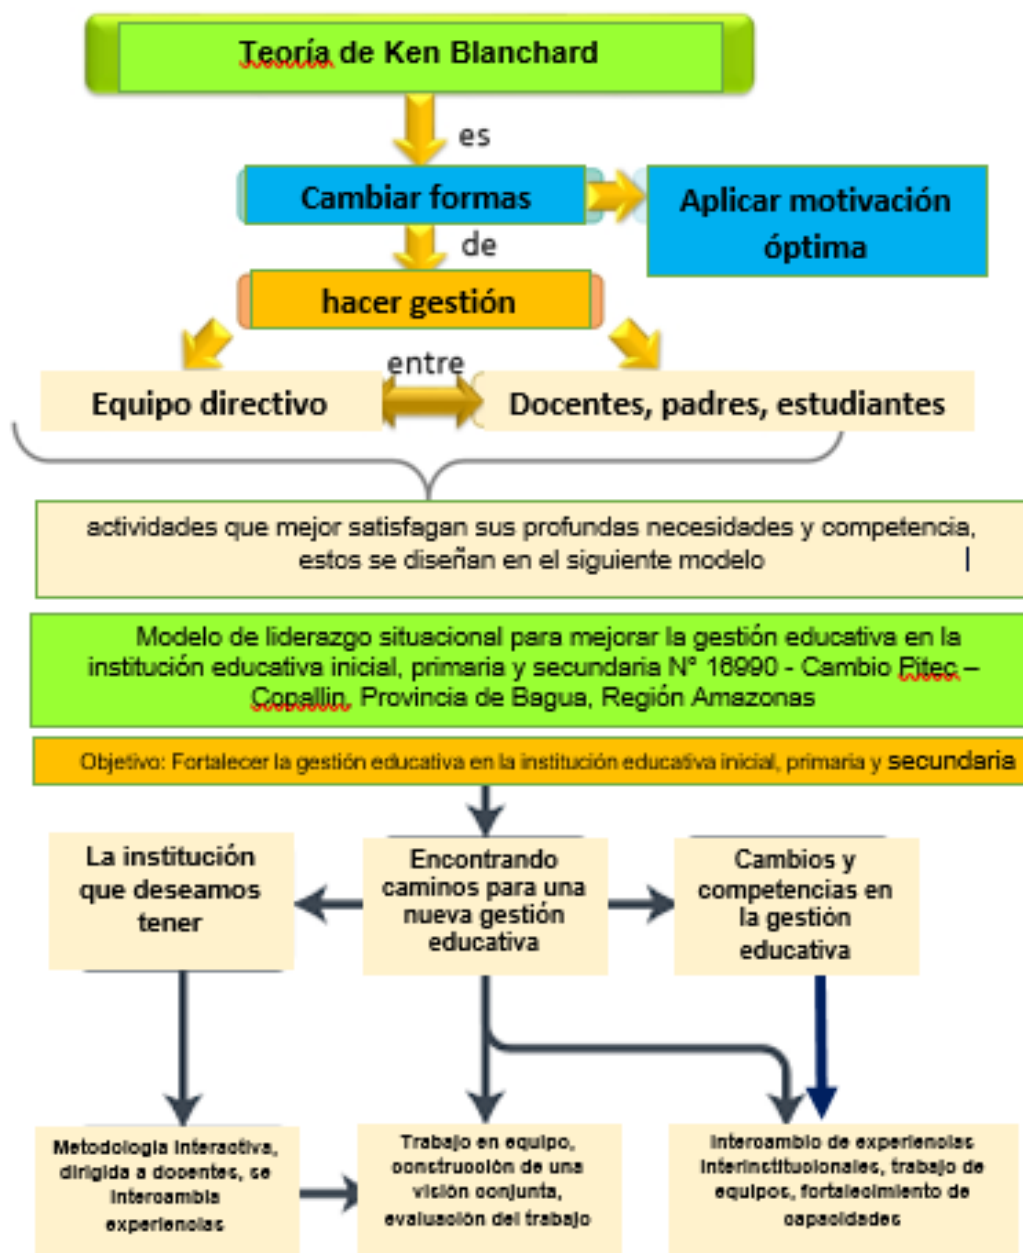 Teoría de Ken Blanchard
es
Cambiar formas
Aplicar motivación
óptima
de
hacer gestión
entre
Equipo directivo
Docentes, padres, estudiantes
actividades que mejor satisfagan sus profundas necesidades y competencia,
estos se diseñan en el siguiente modelo
Modelo de liderazgo situacional para mejorar la gestión educativa en la
institución educativa inicial, primaria y secundaria N° 16990 - Cambio Pitec –
Copallin, Provincia de Bagua, Región Amazonas
Objetivo: Fortalecer la gestión educativa en la institución educativa inicial, primaria y secundaria
La institución
que deseamos
tener
Encontrando
caminos para una
nueva gestión
educativa
Cambios y
competencias en
la gestión
educativa
Metodología interactiva,
dirigida a docentes, se
intercambia
experiencias
Trabajo en equipo,
construcción de una
visión conjunta,
evaluación del trabajo
Intercambio de experiencias
interinstitucionales, trabajo de
equipos, fortalecimiento de
capacidades